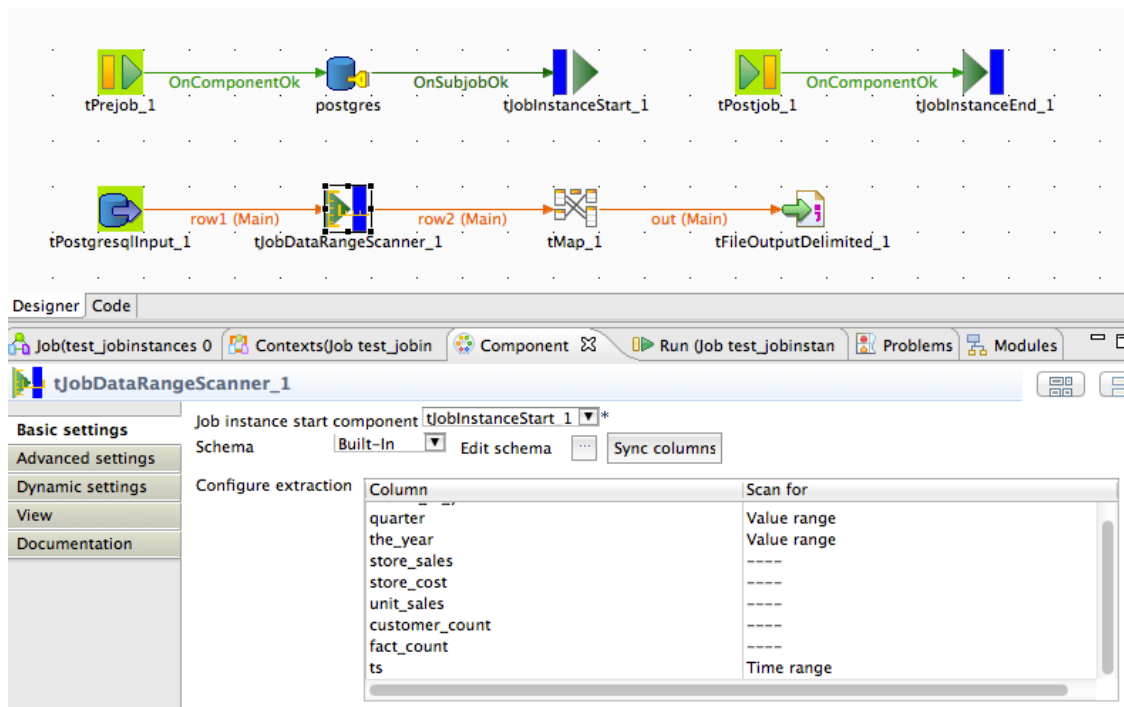 OnComponentOk
OnSubjobOk
OnComponentOk
tPrejob_1
postgres
tJobInstanceStart_1
tPostjob_1
tJobInstanceEnd_1
row1 (Main)
row2 (Main)
out (Main)
tPostgresqlInput_1
tJobDataRangeScanner_1
tMap_1
tFileOutputDelimited_1
Designer
Code
Job(test_jobinstances 0
Contexts(Job test_jobin
Component
Run (Job test_jobinstan
Problems
Modules
tJobDataRangeScanner_1
Basic settings
Advanced settings
Dynamic settings
View
Documentation
Job instance start component tJobInstanceStart_1 *
Schema Built-In Edit schema ... Sync columns
Configure extraction
Column Scan for
quarter Value range
the_year Value range
store_sales ----
store_cost ----
unit_sales ----
customer_count ----
fact_count ----
ts Time range